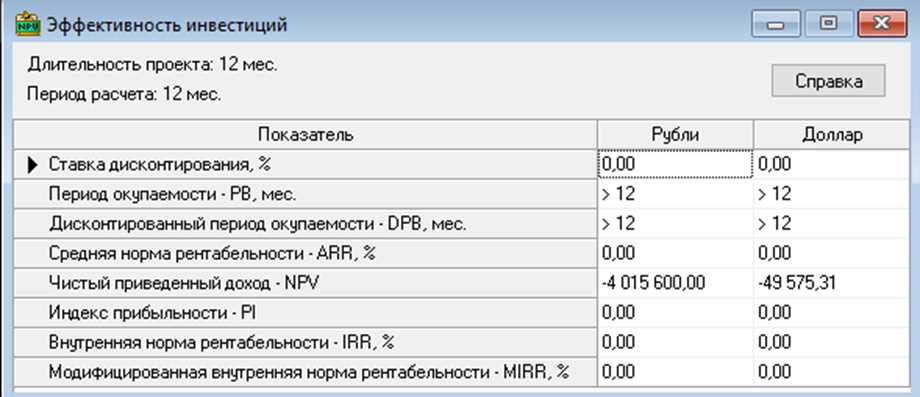 NPV Эффективность инвестиций
Длительность проекта: 12 мес.
Период расчета: 12 мес.
Справка
Показатель Рубли Доллар
Ставка дисконтирования, % 0,00 0,00
Период окупаемости - PB, мес. > 12 > 12
Дисконтированный период окупаемости - DPB, мес. > 12 > 12
Средняя норма рентабельности - ARR, % 0,00 0,00
Чистый приведенный доход - NPV -4 015 600,00 -49 575,31
Индекс прибыльности - PI 0,00 0,00
Внутренняя норма рентабельности - IRR, % 0,00 0,00
Модифицированная внутренняя норма рентабельности - MIRR, % 0,00 0,00